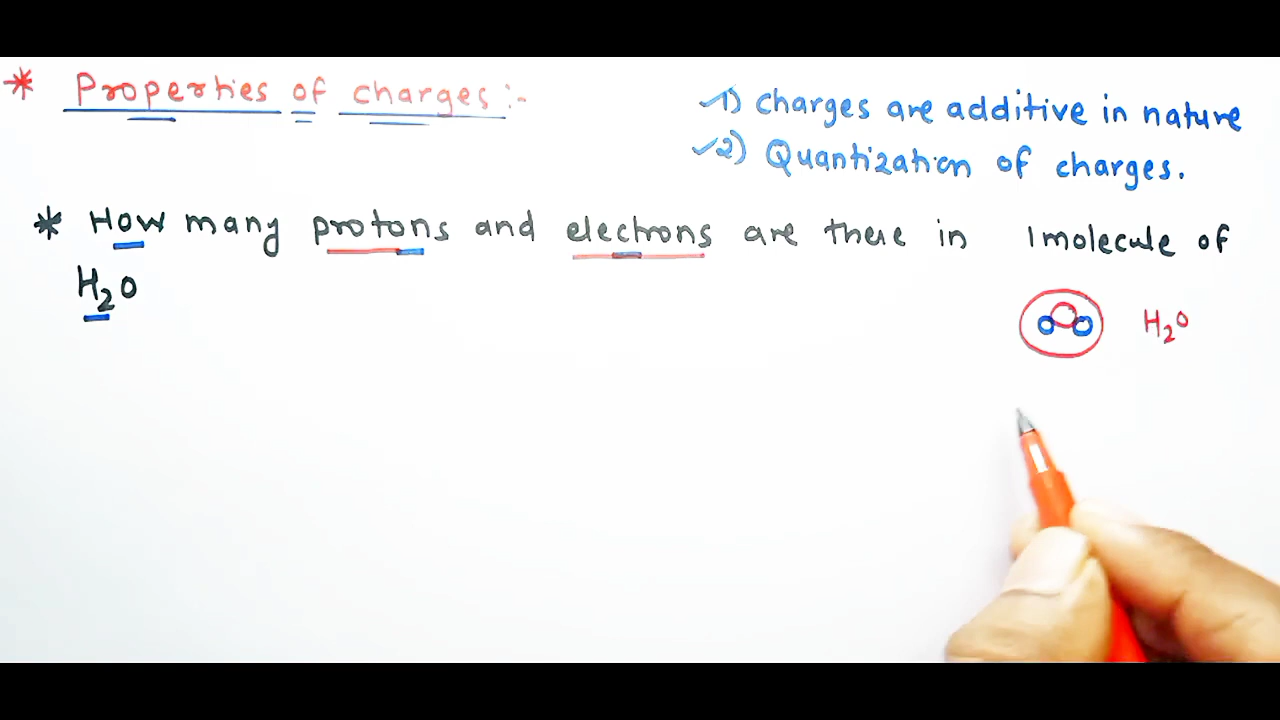 * Properties of charges :-
1) Charges are additive in nature
2) Quantization of charges.
* How many protons and electrons are there in 1 molecule of
H₂O
H₂O